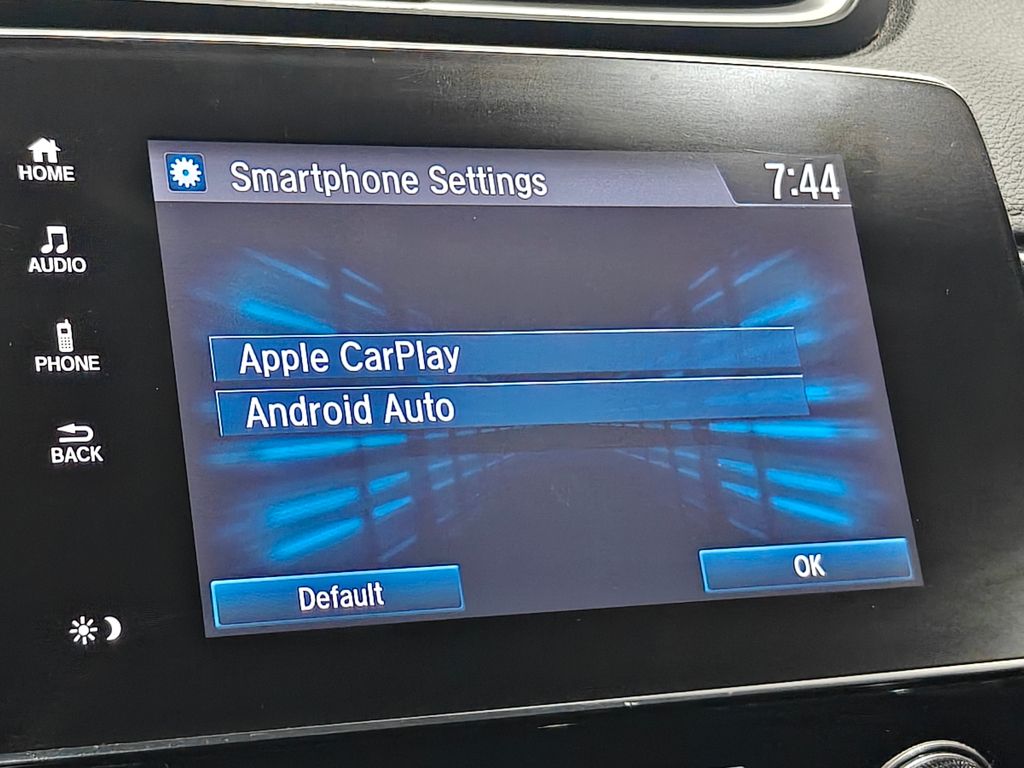 Smartphone Settings
7:44
HOME
AUDIO
PHONE
BACK
Apple CarPlay
Android Auto
Default
OK